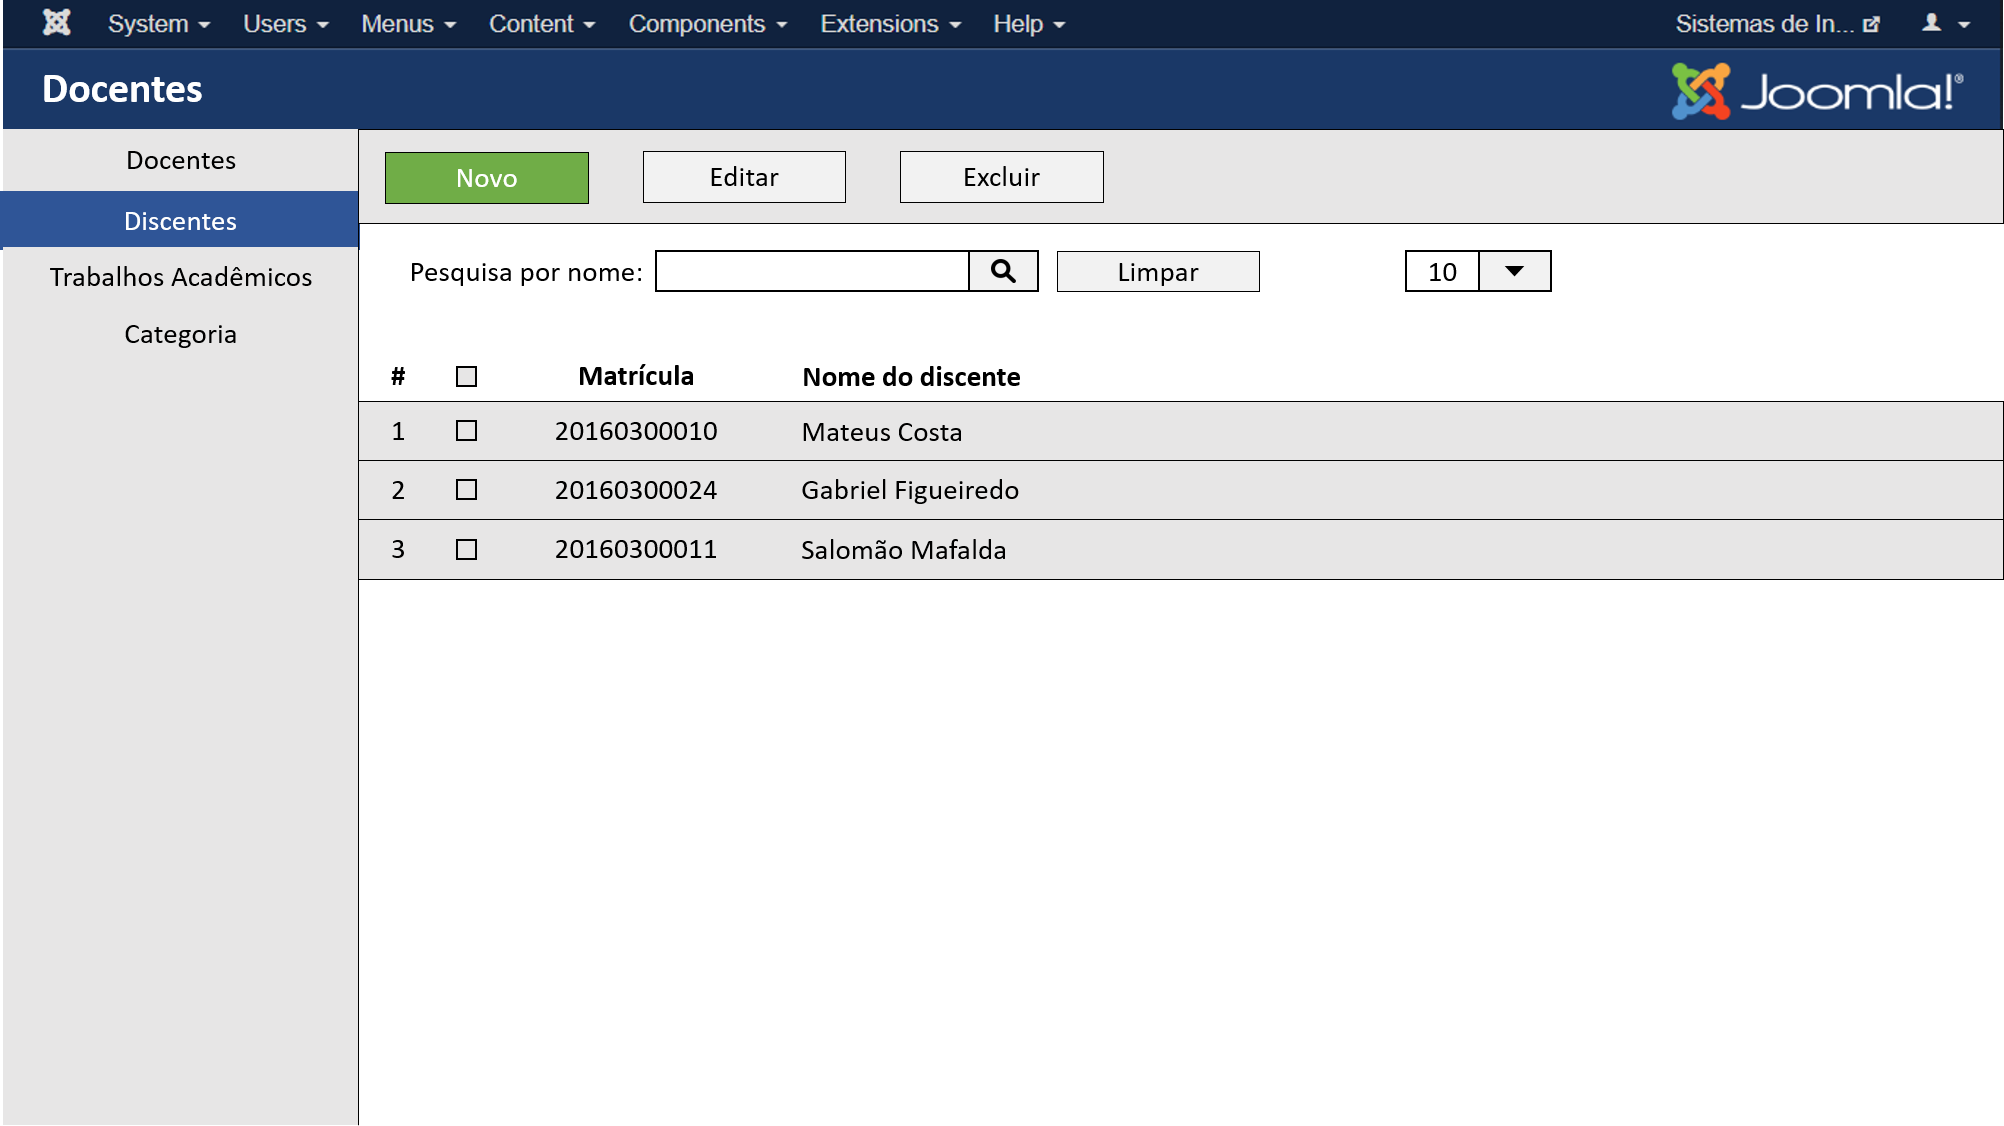 System Users Menus Content Components Extensions Help Sistemas de In...
Docentes
Joomla!®
Docentes
Discentes
Trabalhos Acadêmicos
Categoria
Novo Editar Excluir
Pesquisa por nome: Limpar 10
# Matrícula Nome do discente
1 20160300010 Mateus Costa
2 20160300024 Gabriel Figueiredo
3 20160300011 Salomão Mafalda